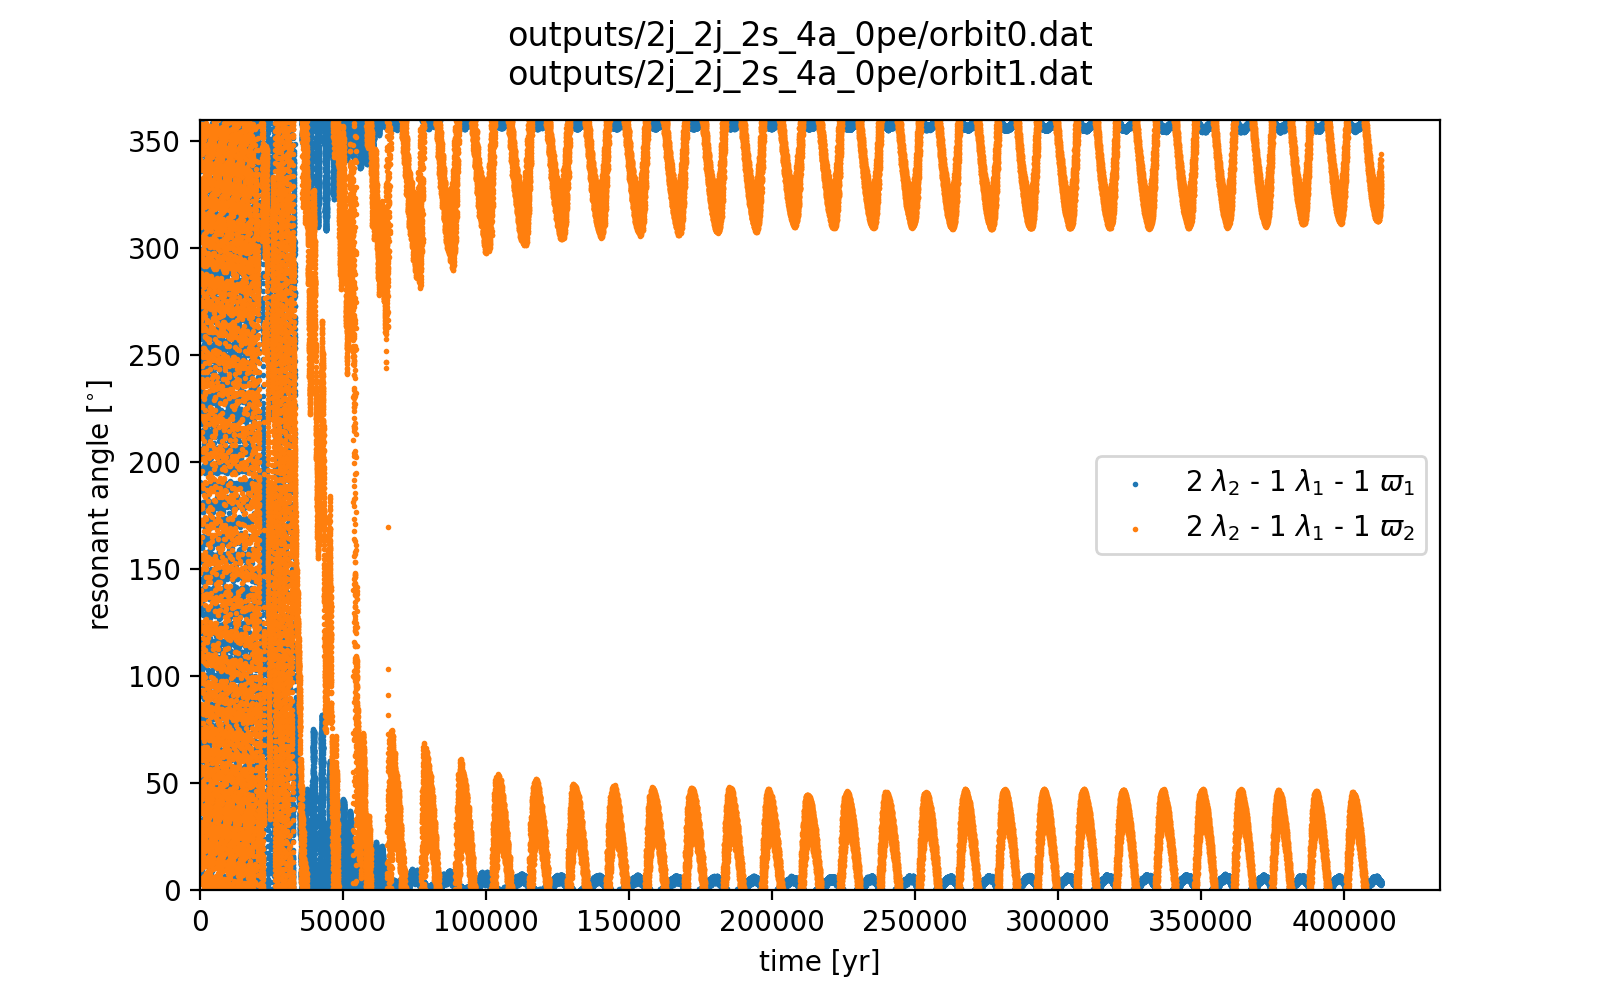 outputs/2j_2j_2s_4a_0pe/orbit0.dat
outputs/2j_2j_2s_4a_0pe/orbit1.dat
350
300
250
200
150
100
50
0
resonant angle [°]
2 λ₂ - 1 λ₁ - 1 ϖ₁
2 λ₂ - 1 λ₁ - 1 ϖ₂
0 50000 100000 150000 200000 250000 300000 350000 400000
time [yr]